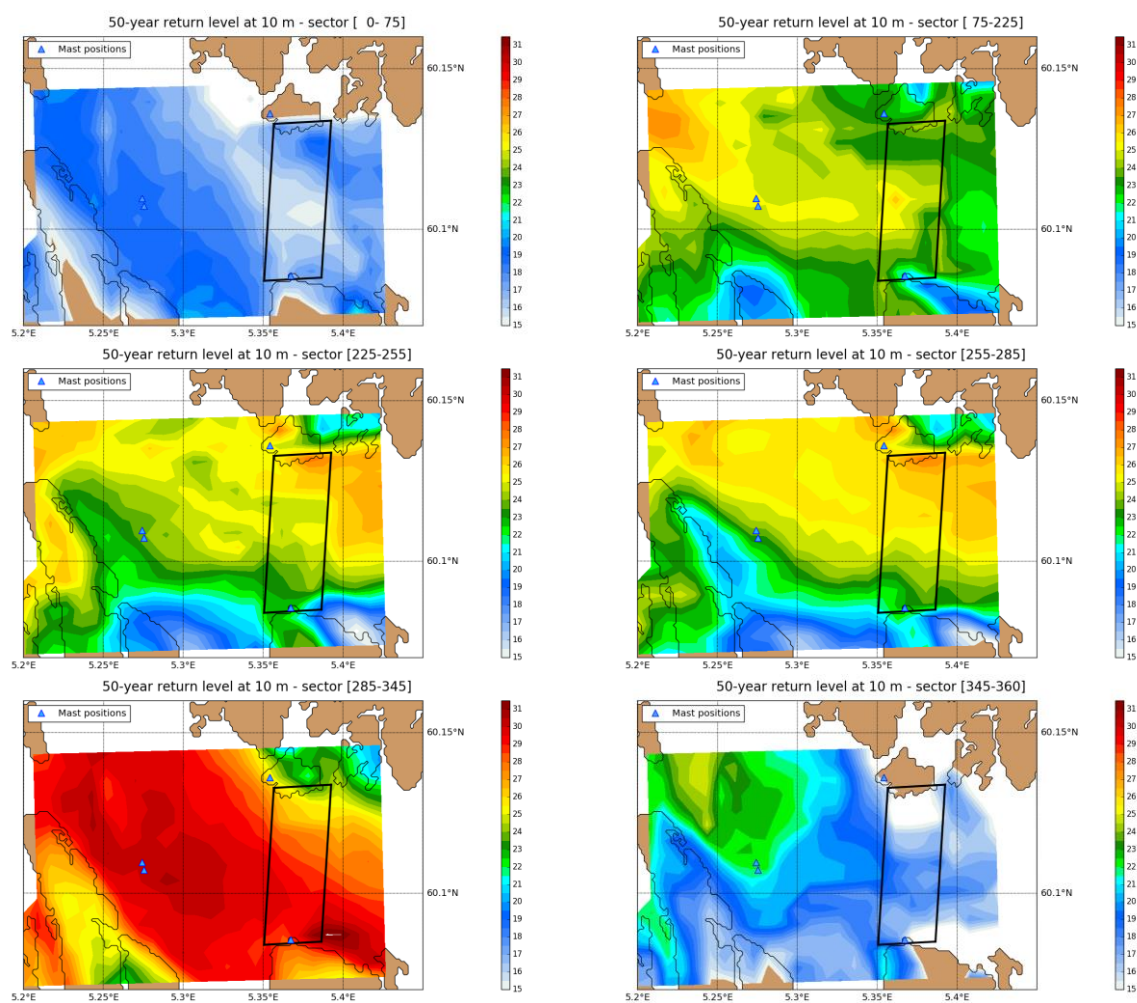 50-year return level at 10 m - sector [  0- 75]
Mast positions
60.15°N
60.1°N
5.2°E
5.25°E
5.3°E
5.35°E
5.4°E
31
30
29
28
27
26
25
24
23
22
21
20
19
18
17
16
15
50-year return level at 10 m - sector [ 75-225]
Mast positions
60.15°N
60.1°N
5.2°E
5.25°E
5.3°E
5.35°E
5.4°E
31
30
29
28
27
26
25
24
23
22
21
20
19
18
17
16
15
50-year return level at 10 m - sector [225-255]
Mast positions
60.15°N
60.1°N
5.2°E
5.25°E
5.3°E
5.35°E
5.4°E
31
30
29
28
27
26
25
24
23
22
21
20
19
18
17
16
15
50-year return level at 10 m - sector [255-285]
Mast positions
60.15°N
60.1°N
5.2°E
5.25°E
5.3°E
5.35°E
5.4°E
31
30
29
28
27
26
25
24
23
22
21
20
19
18
17
16
15
50-year return level at 10 m - sector [285-345]
Mast positions
60.15°N
60.1°N
5.2°E
5.25°E
5.3°E
5.35°E
5.4°E
31
30
29
28
27
26
25
24
23
22
21
20
19
18
17
16
15
50-year return level at 10 m - sector [345-360]
Mast positions
60.15°N
60.1°N
5.2°E
5.25°E
5.3°E
5.35°E
5.4°E
31
30
29
28
27
26
25
24
23
22
21
20
19
18
17
16
15